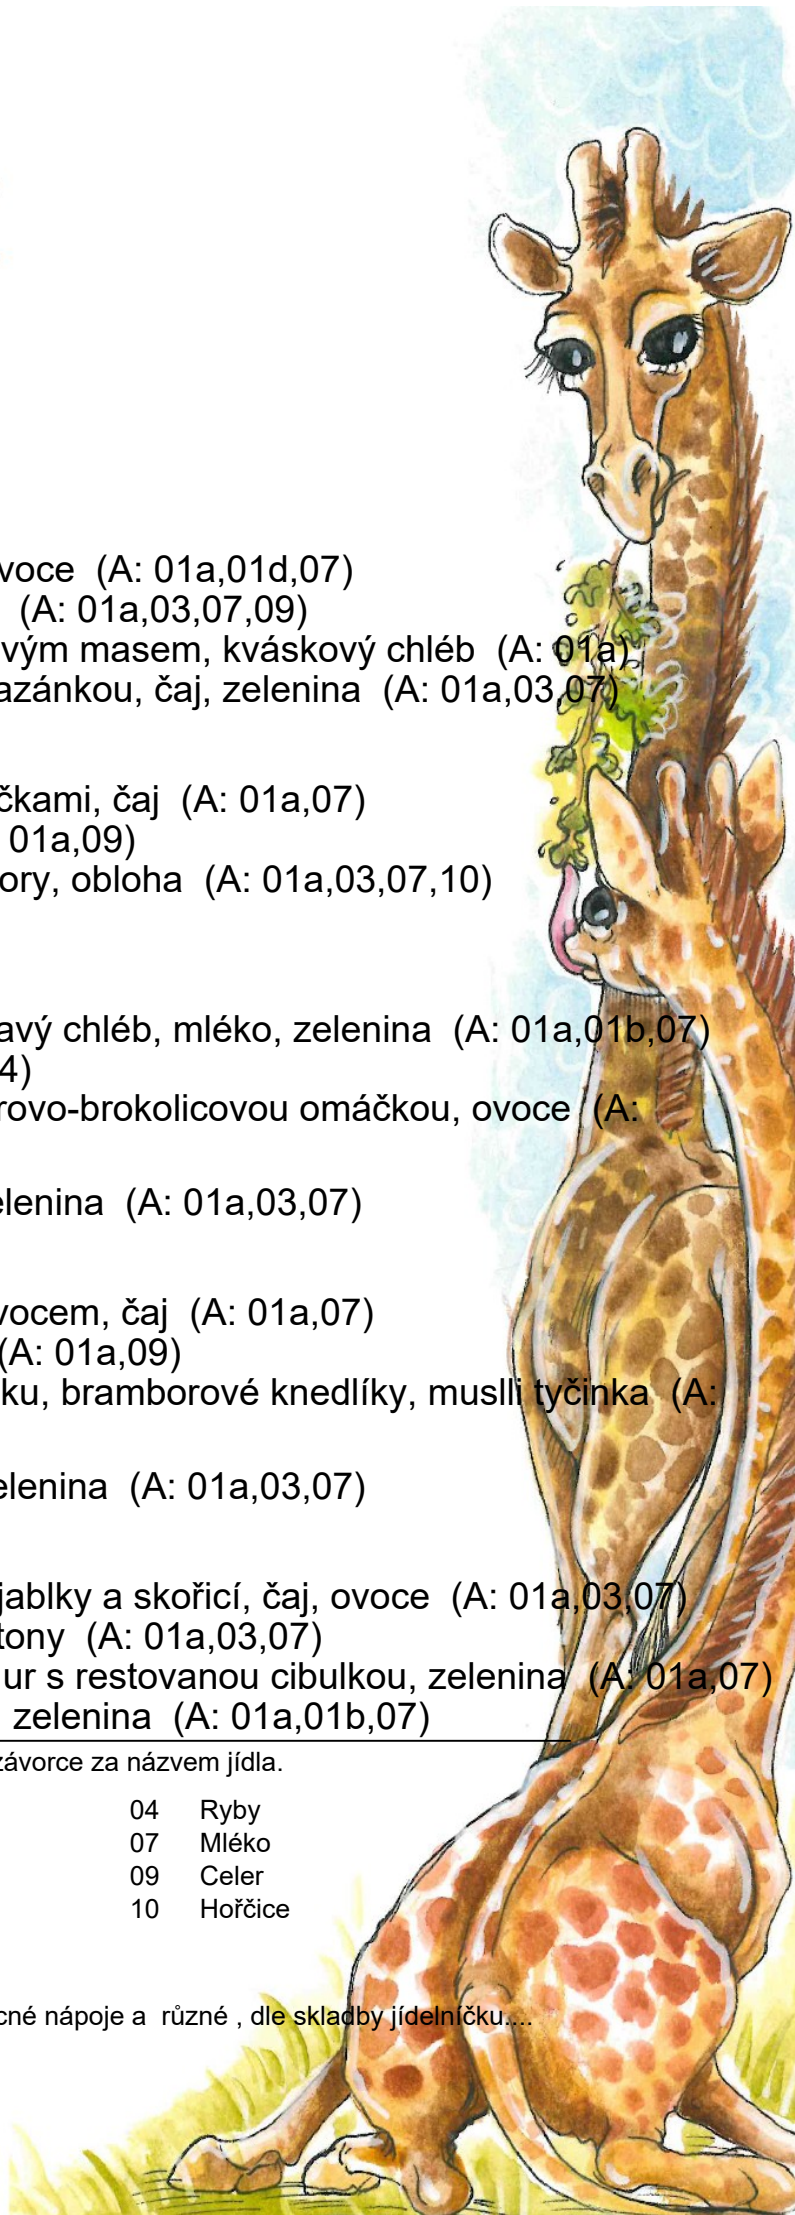 voce (A: 01a,01d,07)
(A: 01a,03,07,09)
vým masem, kváskový chléb (A: 01a)
azánkou, čaj, zelenina (A: 01a,03,07)
čkami, čaj (A: 01a,07)
01a,09)
ory, obloha (A: 01a,03,07,10)
avý chléb, mléko, zelenina (A: 01a,01b,07)
4)
rovo-brokolicovou omáčkou, ovoce (A:
elenina (A: 01a,03,07)
vocem, čaj (A: 01a,07)
(A: 01a,09)
ku, bramborové knedlíky, muslli tyčinka (A:
elenina (A: 01a,03,07)
jablky a skořicí, čaj, ovoce (A: 01a,03,07)
tony (A: 01a,03,07)
ur s restovanou cibulkou, zelenina (A: 01a,07)
zelenina (A: 01a,01b,07)
závorce za názvem jídla.
04 Ryby
07 Mléko
09 Celer
10 Hořčice
cné nápoje a různé , dle skladby jídelníčku....